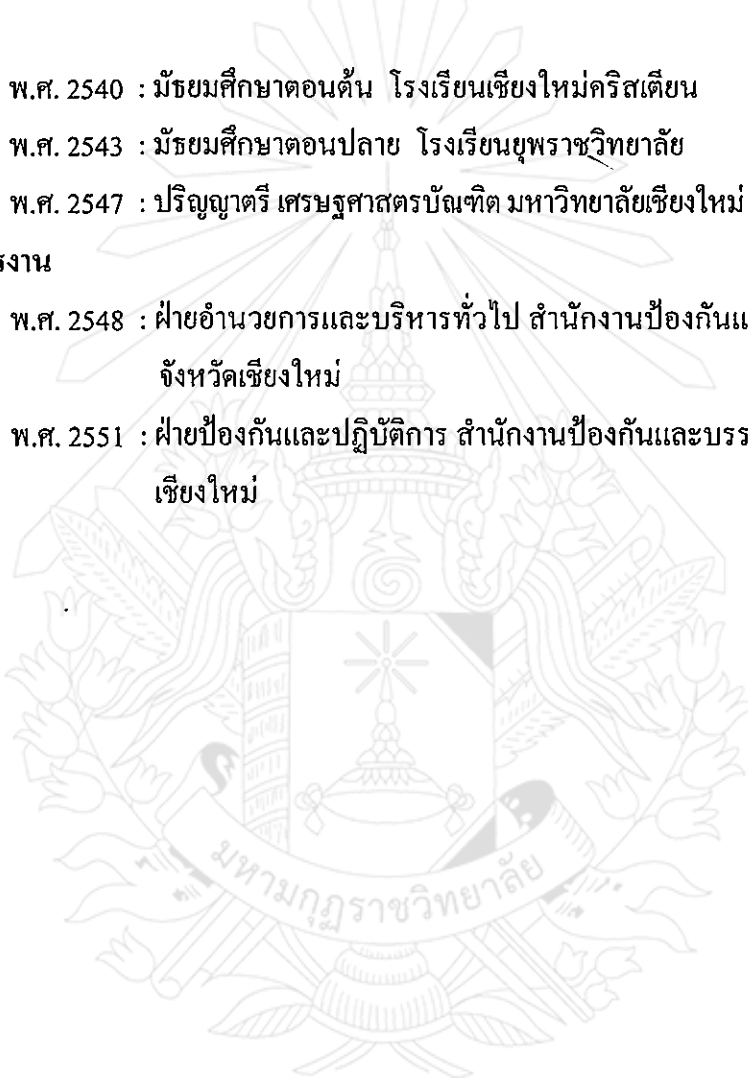 พ.ศ. 2540 : มัธยมศึกษาตอนต้น โรงเรียนเชียงใหม่คริสเตียน
พ.ศ. 2543 : มัธยมศึกษาตอนปลาย โรงเรียนยุพราชวิทยาลัย
พ.ศ. 2547 : ปริญญาตรี เศรษฐศาสตรบัณฑิต มหาวิทยาลัยเชียงใหม่
รงาน
พ.ศ. 2548 : ฝ่ายอำนวยการและบริหารทั่วไป สำนักงานป้องกันแ
จังหวัดเชียงใหม่
พ.ศ. 2551 : ฝ่ายป้องกันและปฏิบัติการ สำนักงานป้องกันและบรร
เชียงใหม่
มหามกุฏราชวิทยาลัย